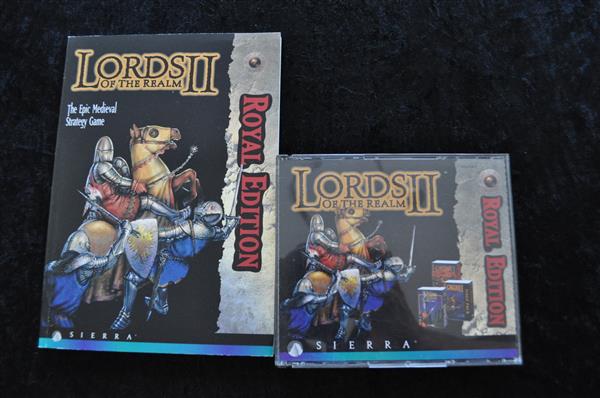 LORDS II
OF THE REALM
The Epic Medieval
Strategy Game
ROYAL EDITION
SIERRA
LORDS II
OF THE REALM
ROYAL EDITION
SIERRA